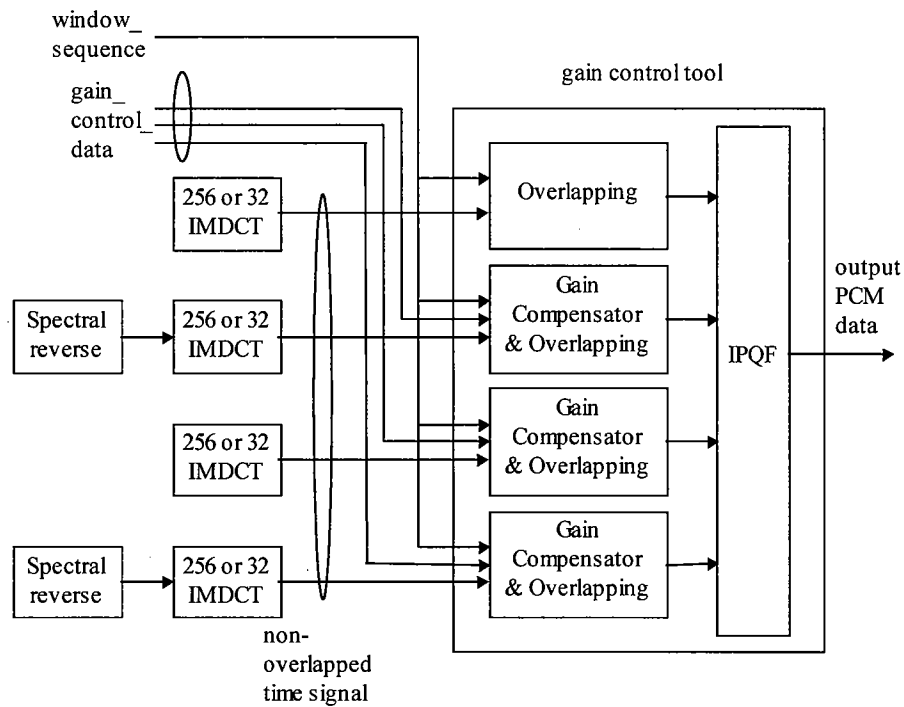 window_
sequence
gain control tool
gain_
control_
data
256 or 32
IMDCT
Overlapping
output
PCM
data
Spectral
reverse
256 or 32
IMDCT
Gain
Compensator
& Overlapping
IPQF
256 or 32
IMDCT
Gain
Compensator
& Overlapping
Spectral
reverse
256 or 32
IMDCT
Gain
Compensator
& Overlapping
non-
overlapped
time signal